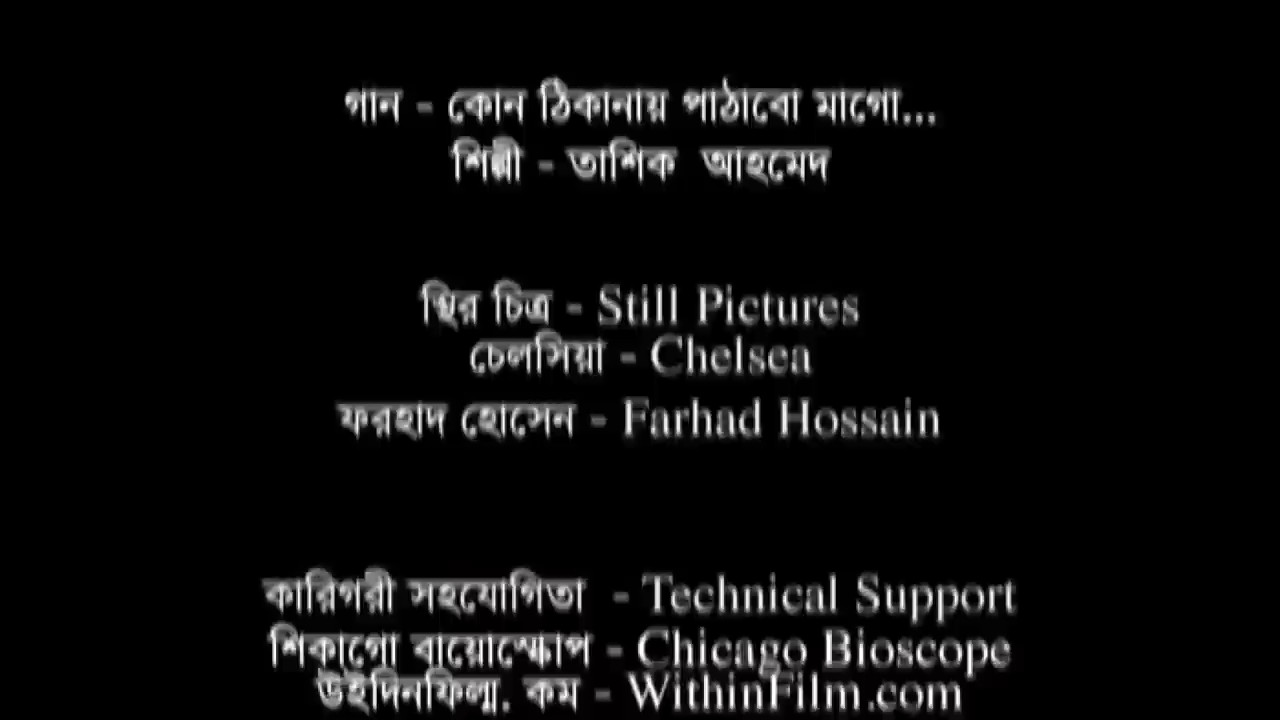 গান - কোন ঠিকানায় পাঠাবো মাগো...
শিল্পী - তাশিক আহমেদ
স্থির চিত্র - Still Pictures
চেলসিয়া - Chelsea
ফরহাদ হোসেন - Farhad Hossain
কারিগরী সহযোগিতা - Technical Support
শিকাগো বায়োস্কোপ - Chicago Bioscope
উইদিনফিল্ম. কম - WithinFilm.com